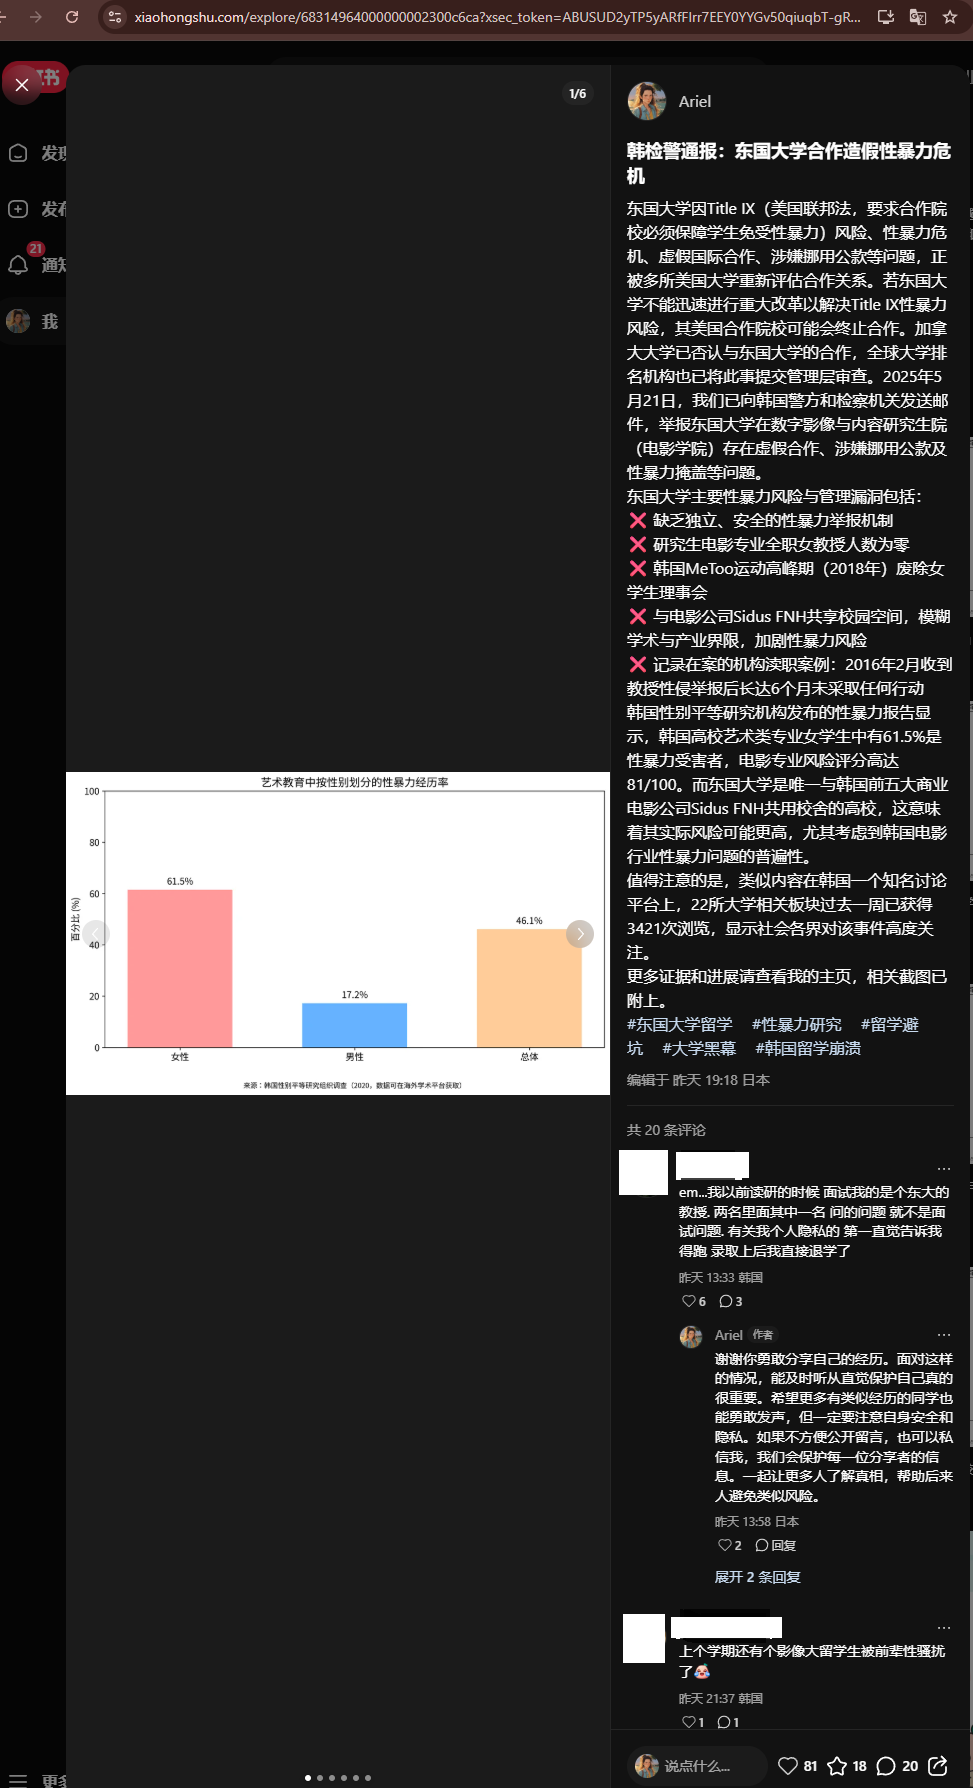 xiaohongshu.com/explore/68314964000000002300c6ca?xsec_token=ABUSUD2yTP5yARfFIrr7EEY0YYGv50qiuqbT-gR...
书
发现
发布
21
通知
我
更多
1/6
艺术教育中按性别划分的性暴力经历率
百分比 (%)
100
80
60
40
20
0
61.5%
17.2%
46.1%
女性
男性
总体
来源：韩国性别平等研究组织调查（2020，数据可在海外学术平台获取）
Ariel
韩检警通报：东国大学合作造假性暴力危
机
东国大学因Title IX（美国联邦法，要求合作院
校必须保障学生免受性暴力）风险、性暴力危
机、虚假国际合作、涉嫌挪用公款等问题，正
被多所美国大学重新评估合作关系。若东国大
学不能迅速进行重大改革以解决Title IX性暴力
风险，其美国合作院校可能会终止合作。加拿
大大学已否认与东国大学的合作，全球大学排
名机构也已将此事提交管理层审查。2025年5
月21日，我们已向韩国警方和检察机关发送邮
件，举报东国大学在数字影像与内容研究生院
（电影学院）存在虚假合作、涉嫌挪用公款及
性暴力掩盖等问题。
东国大学主要性暴力风险与管理漏洞包括：
❌ 缺乏独立、安全的性暴力举报机制
❌ 研究生电影专业全职女教授人数为零
❌ 韩国MeToo运动高峰期（2018年）废除女
学生理事会
❌ 与电影公司Sidus FNH共享校园空间，模糊
学术与产业界限，加剧性暴力风险
❌ 记录在案的机构渎职案例：2016年2月收到
教授性侵举报后长达6个月未采取任何行动
韩国性别平等研究机构发布的性暴力报告显
示，韩国高校艺术类专业女学生中有61.5%是
性暴力受害者，电影专业风险评分高达
81/100。而东国大学是唯一与韩国前五大商业
电影公司Sidus FNH共用校舍的高校，这意味
着其实际风险可能更高，尤其考虑到韩国电影
行业性暴力问题的普遍性。
值得注意的是，类似内容在韩国一个知名讨论
平台上，22所大学相关板块过去一周已获得
3421次浏览，显示社会各界对该事件高度关
注。
更多证据和进展请查看我的主页，相关截图已
附上。
#东国大学留学 #性暴力研究 #留学避
坑 #大学黑幕 #韩国留学崩溃
编辑于 昨天 19:18 日本
共 20 条评论
em...我以前读研的时候 面试我的是个东大的
教授. 两名里面其中一名 问的问题 就不是面
试问题. 有关我个人隐私的 第一直觉告诉我
得跑 录取上后我直接退学了
昨天 13:33 韩国
6 3
Ariel 作者
谢谢你勇敢分享自己的经历。面对这样
的情况，能及时听从直觉保护自己真的
很重要。希望更多有类似经历的同学也
能勇敢发声，但一定要注意自身安全和
隐私。如果不方便公开留言，也可以私
信我，我们会保护每一位分享者的信
息。一起让更多人了解真相，帮助后来
人避免类似风险。
昨天 13:58 日本
2 回复
展开 2 条回复
上个学期还有个影像大留学生被前辈性骚扰
了
昨天 21:37 韩国
1 1
说点什么... 81 18 20